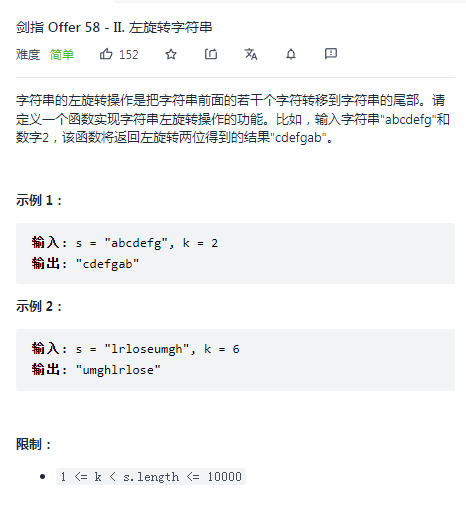 剑指 Offer 58 - II. 左旋转字符串
难度 简单 152
字符串的左旋转操作是把字符串前面的若干个字符转移到字符串的尾部。请
定义一个函数实现字符串左旋转操作的功能。比如，输入字符串"abcdefg"和
数字2，该函数将返回左旋转两位得到的结果"cdefgab"。
示例 1：
输入: s = "abcdefg", k = 2
输出: "cdefgab"
示例 2：
输入: s = "lrloseumgh", k = 6
输出: "umghlrlose"
限制：
• 1 <= k < s.length <= 10000